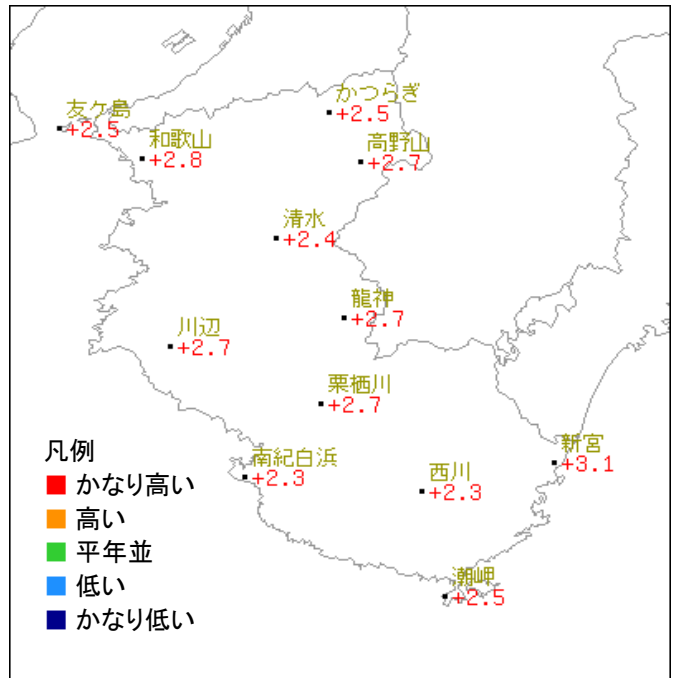 かつらぎ
+2.5
友ケ島
+2.5
和歌山
+2.8
高野山
+2.7
清水
+2.4
龍神
+2.7
川辺
+2.7
栗栖川
+2.7
新宮
+3.1
南紀白浜
+2.3
西川
+2.3
潮岬
+2.5
凡例
かなり高い
高い
平年並
低い
かなり低い